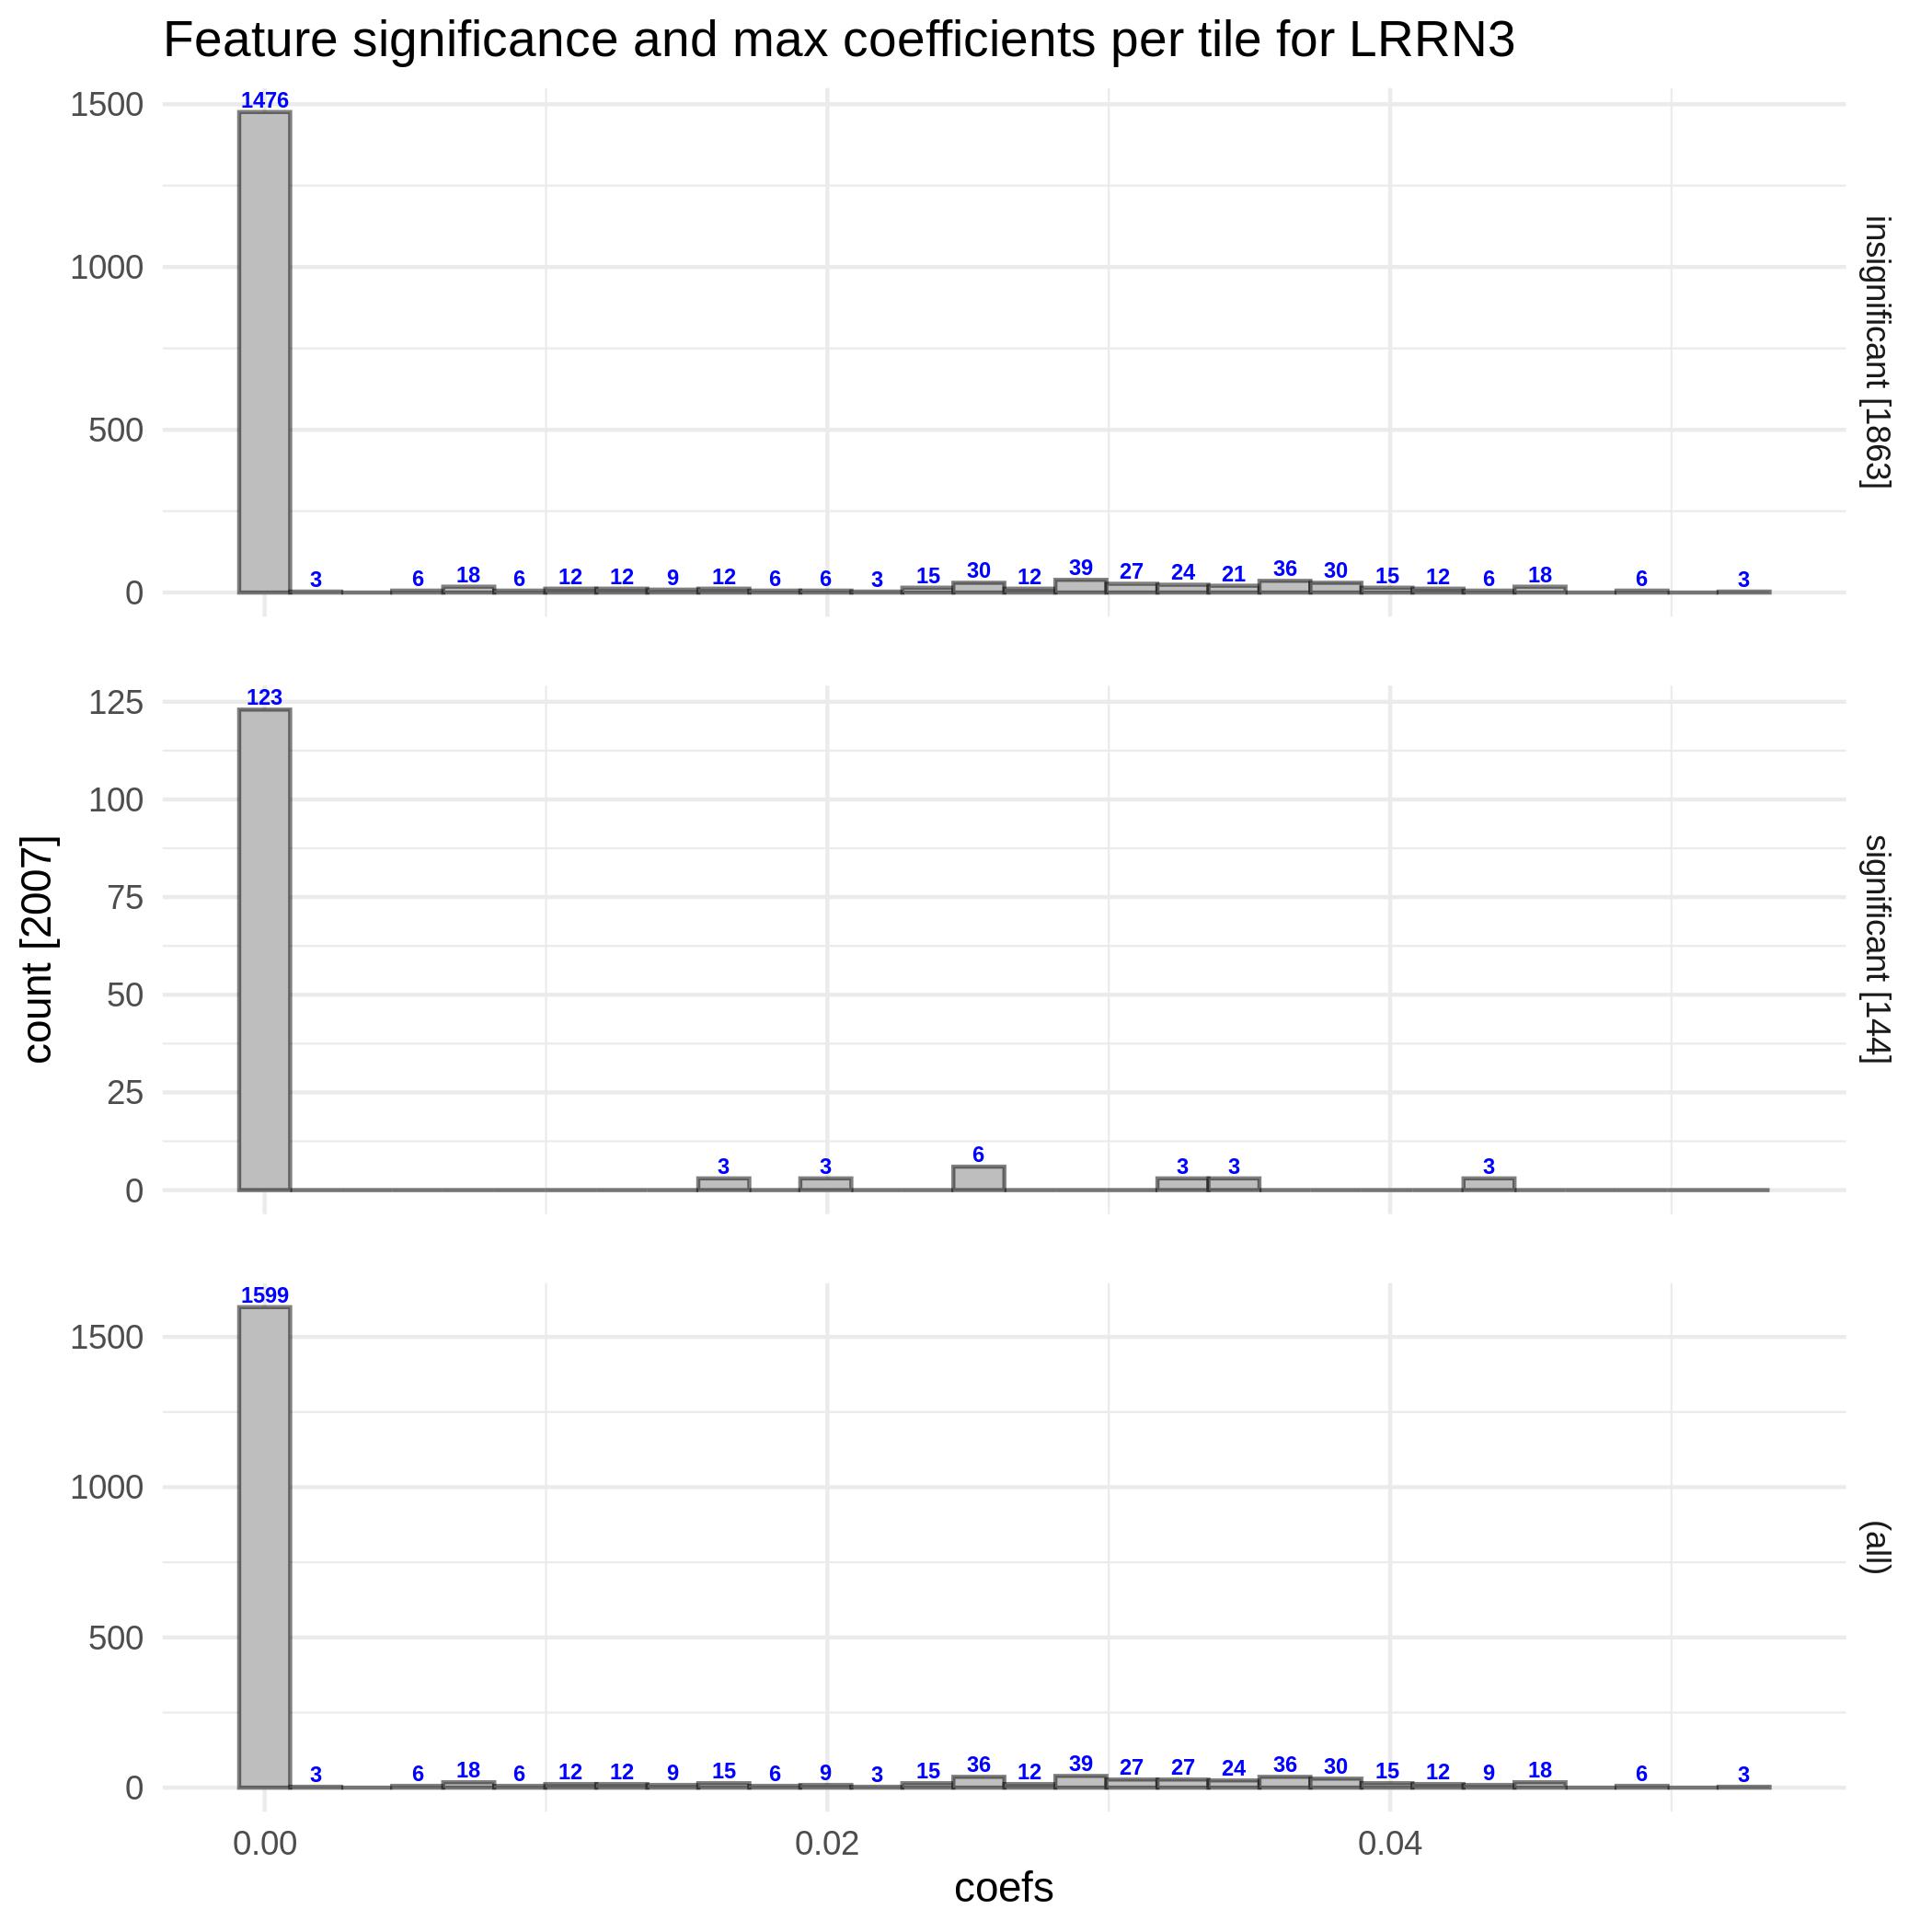 Feature significance and max coefficients per tile for LRRN3
count [2007]
1500
1000
500
0
1476
3 6 18 6 12 12 9 12 6 6 3 15 30 12 39 27 24 21 36 30 15 12 6 18 6 3
insignificant [1863]
125
100
75
50
25
0
123
3 3 6 3 3 3
significant [144]
1500
1000
500
0
1599
3 6 18 6 12 12 9 15 6 9 3 15 36 12 39 27 27 24 36 30 15 12 9 18 6 3
(all)
0.00 0.02 0.04
coefs